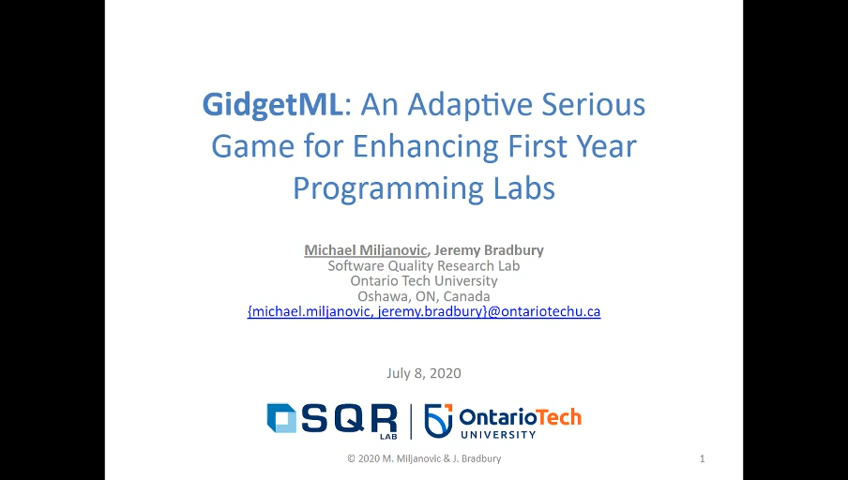 GidgetML: An Adaptive Serious
Game for Enhancing First Year
Programming Labs
Michael Miljanovic, Jeremy Bradbury
Software Quality Research Lab
Ontario Tech University
Oshawa, ON, Canada
{michael.miljanovic, jeremy.bradbury}@ontariotechu.ca
July 8, 2020
SQR LAB
OntarioTech
UNIVERSITY
© 2020 M. Miljanovic & J. Bradbury
1